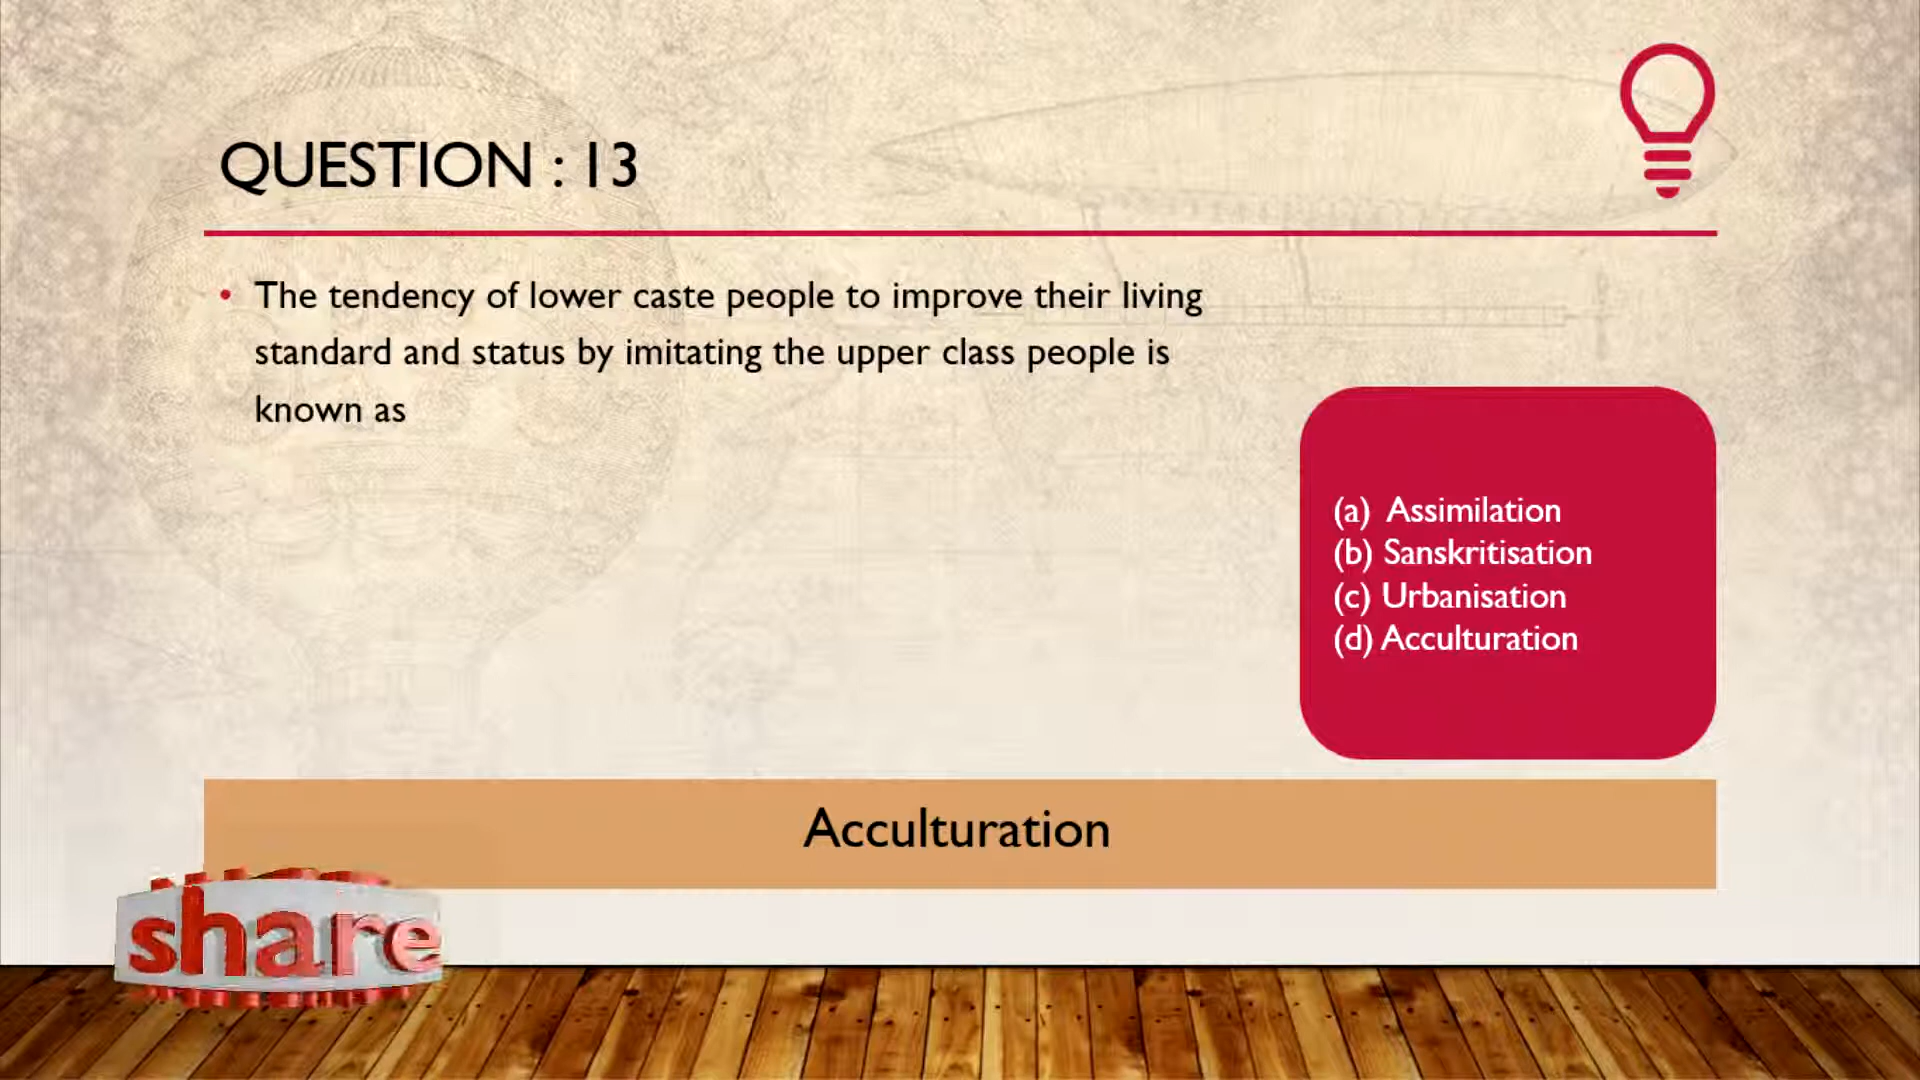 QUESTION : 13
• The tendency of lower caste people to improve their living
standard and status by imitating the upper class people is
known as
(a) Assimilation
(b) Sanskritisation
(c) Urbanisation
(d) Acculturation
Acculturation
share